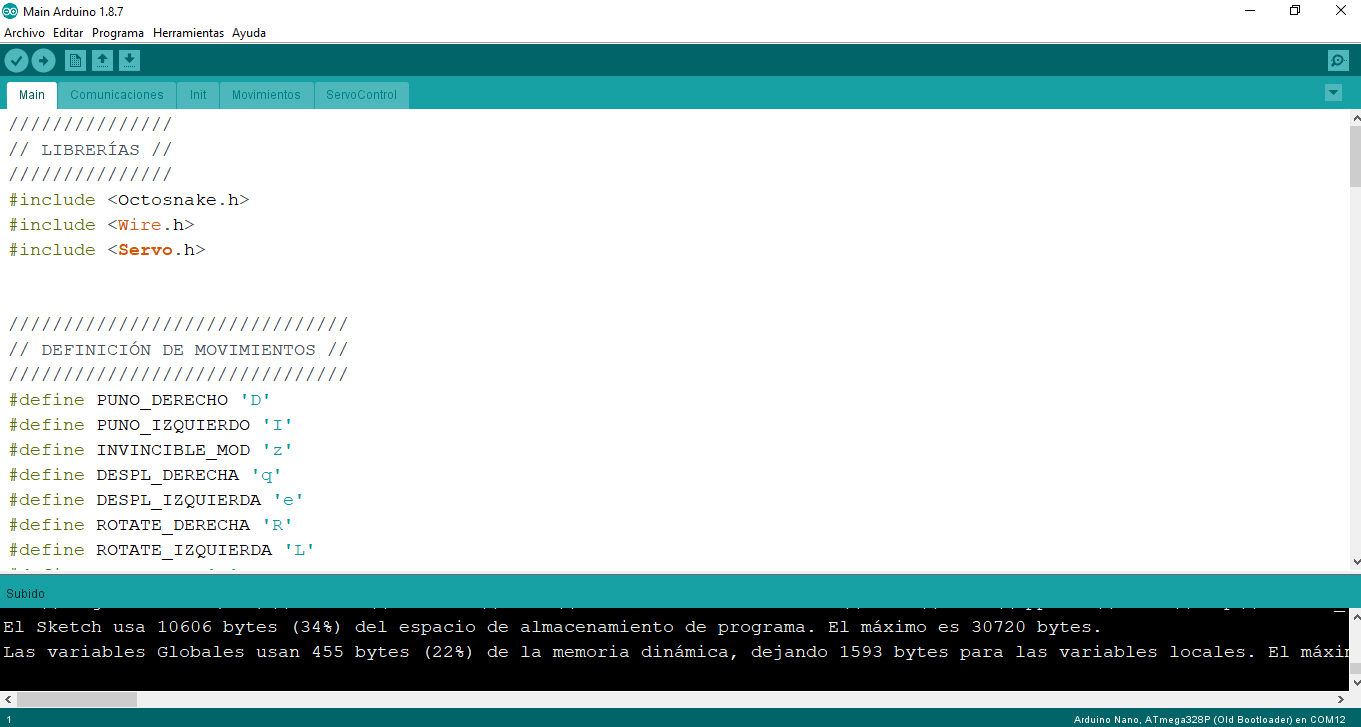 Main Arduino 1.8.7
Archivo Editar Programa Herramientas Ayuda
Main Comunicaciones Init Movimientos ServoControl
///////////////
// LIBRERÍAS //
///////////////
#include <Octosnake.h>
#include <Wire.h>
#include <Servo.h>
///////////////////////////////
// DEFINICIÓN DE MOVIMIENTOS //
///////////////////////////////
#define PUNO_DERECHO 'D'
#define PUNO_IZQUIERDO 'I'
#define INVINCIBLE_MOD 'z'
#define DESPL_DERECHA 'q'
#define DESPL_IZQUIERDA 'e'
#define ROTATE_DERECHA 'R'
#define ROTATE_IZQUIERDA 'L'
Subido
El Sketch usa 10606 bytes (34%) del espacio de almacenamiento de programa. El máximo es 30720 bytes.
Las variables Globales usan 455 bytes (22%) de la memoria dinámica, dejando 1593 bytes para las variables locales. El
1
Arduino Nano, ATmega328P (Old Bootloader) en COM12